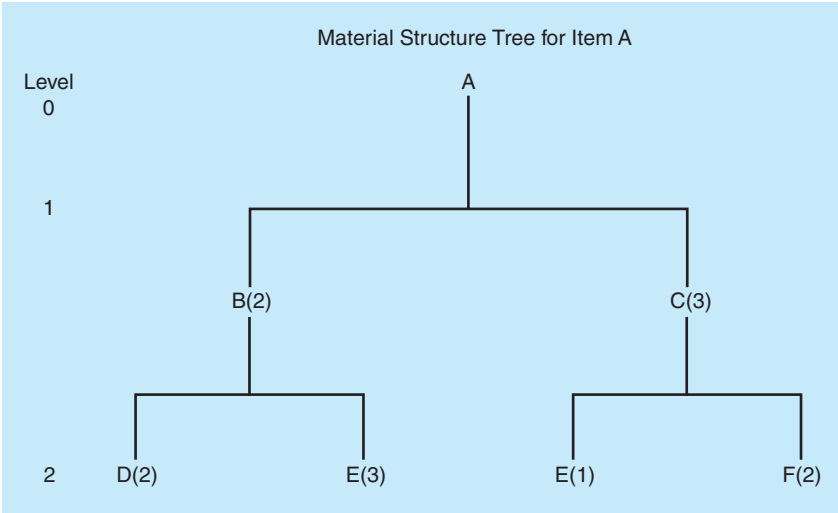 Material Structure Tree for Item A
Level
0
A
1
B(2)
C(3)
2
D(2)
E(3)
E(1)
F(2)